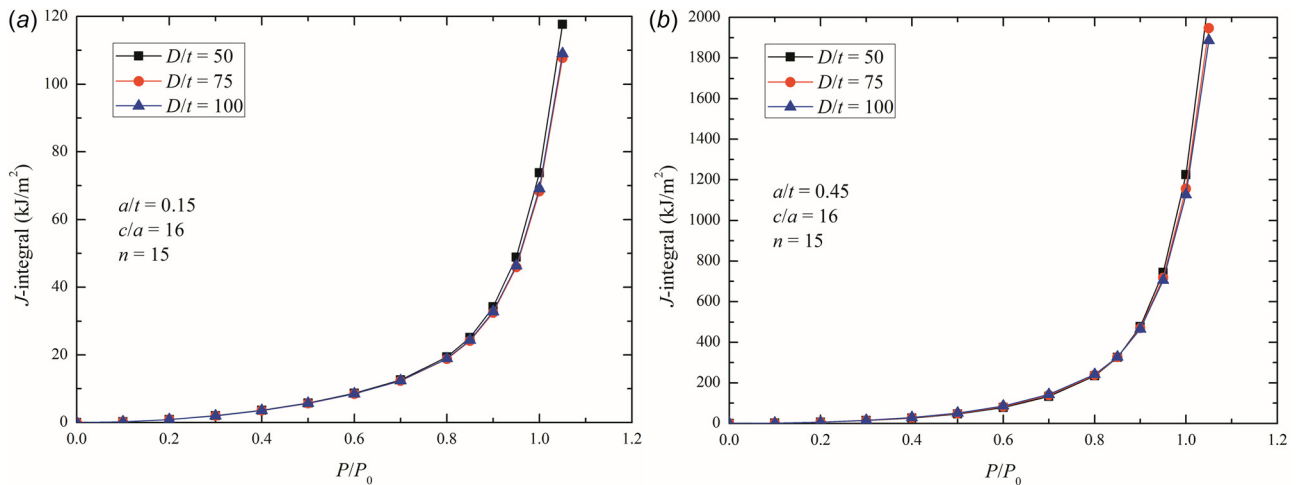 (a)
120
100
80
60
40
20
0
J-integral (kJ/m²)
D/t = 50
D/t = 75
D/t = 100
a/t = 0.15
c/a = 16
n = 15
0.0 0.2 0.4 0.6 0.8 1.0 1.2
P/P₀
(b)
2000
1800
1600
1400
1200
1000
800
600
400
200
0
J-integral (kJ/m²)
D/t = 50
D/t = 75
D/t = 100
a/t = 0.45
c/a = 16
n = 15
0.0 0.2 0.4 0.6 0.8 1.0 1.2
P/P₀